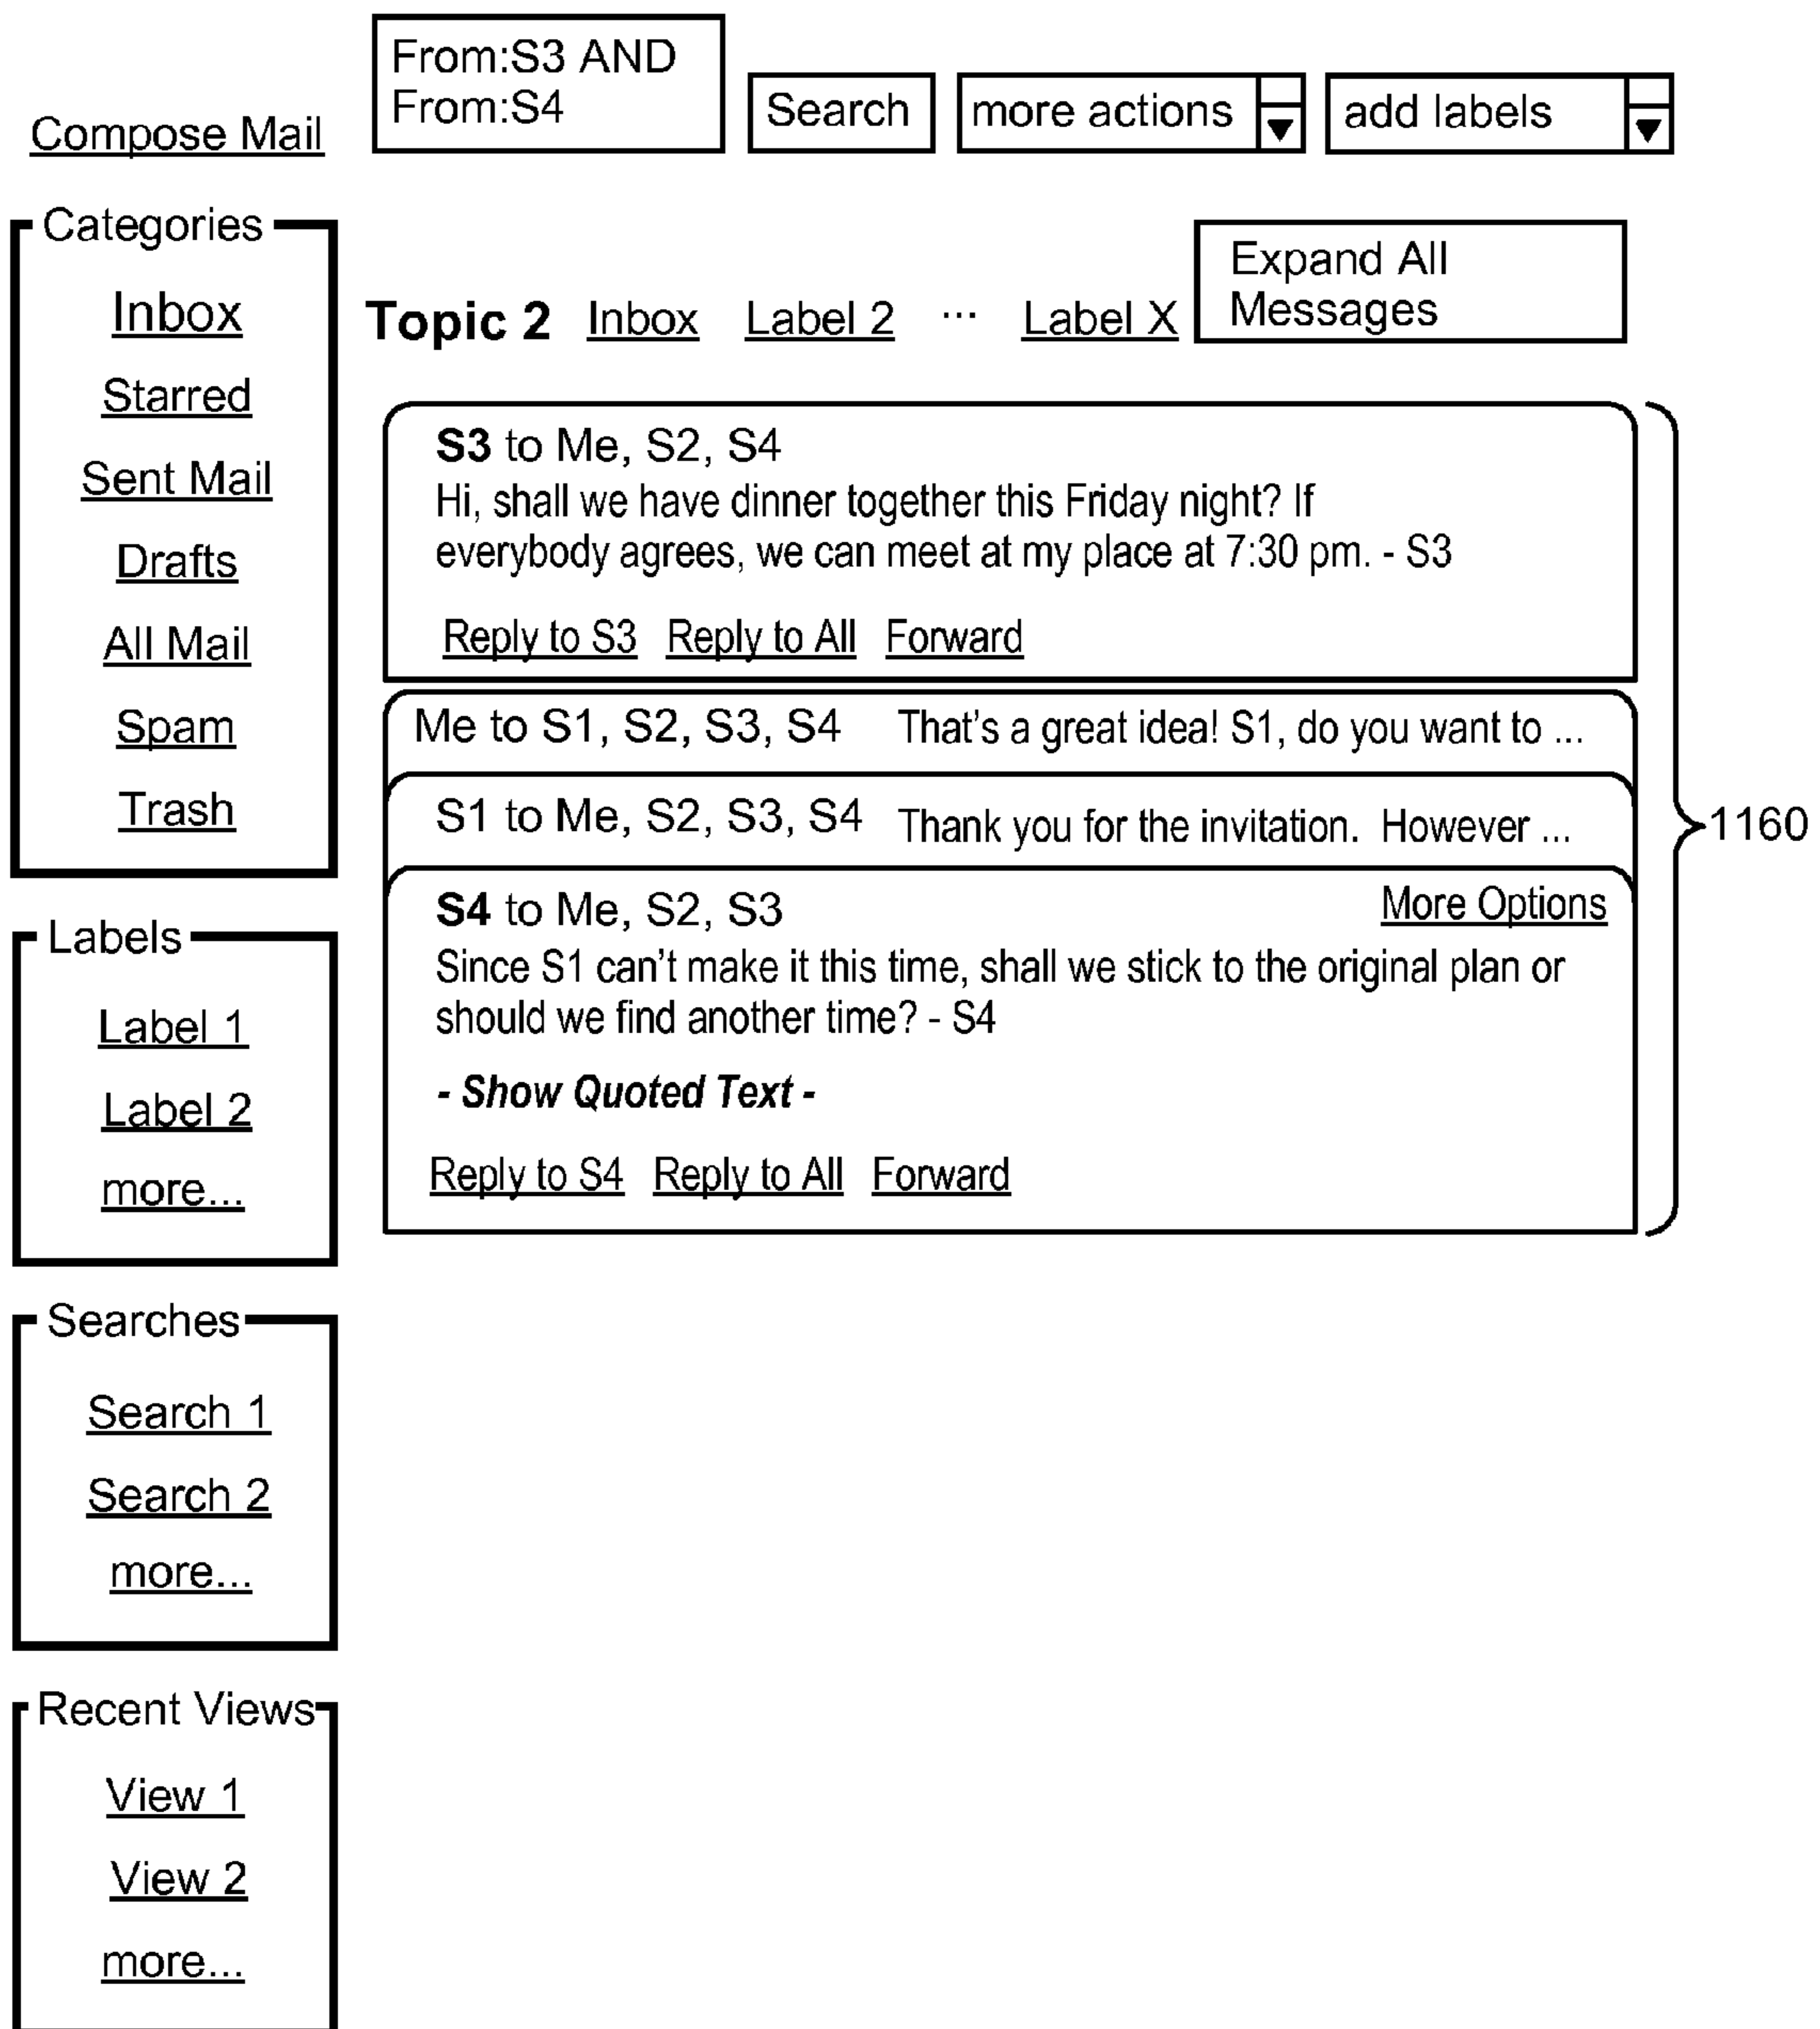 From:S3 AND
From:S4
Compose Mail
Search
more actions
add labels
Categories
Inbox
Starred
Sent Mail
Drafts
All Mail
Spam
Trash
Labels
Label 1
Label 2
more...
Searches
Search 1
Search 2
more...
Recent Views
View 1
View 2
more...
Topic 2 Inbox Label 2 ... Label X
Expand All
Messages
S3 to Me, S2, S4
Hi, shall we have dinner together this Friday night? If
everybody agrees, we can meet at my place at 7:30 pm. - S3
Reply to S3 Reply to All Forward
Me to S1, S2, S3, S4 That's a great idea! S1, do you want to ...
S1 to Me, S2, S3, S4 Thank you for the invitation. However ...
S4 to Me, S2, S3 More Options
Since S1 can't make it this time, shall we stick to the original plan or
should we find another time? - S4
- Show Quoted Text -
Reply to S4 Reply to All Forward
1160